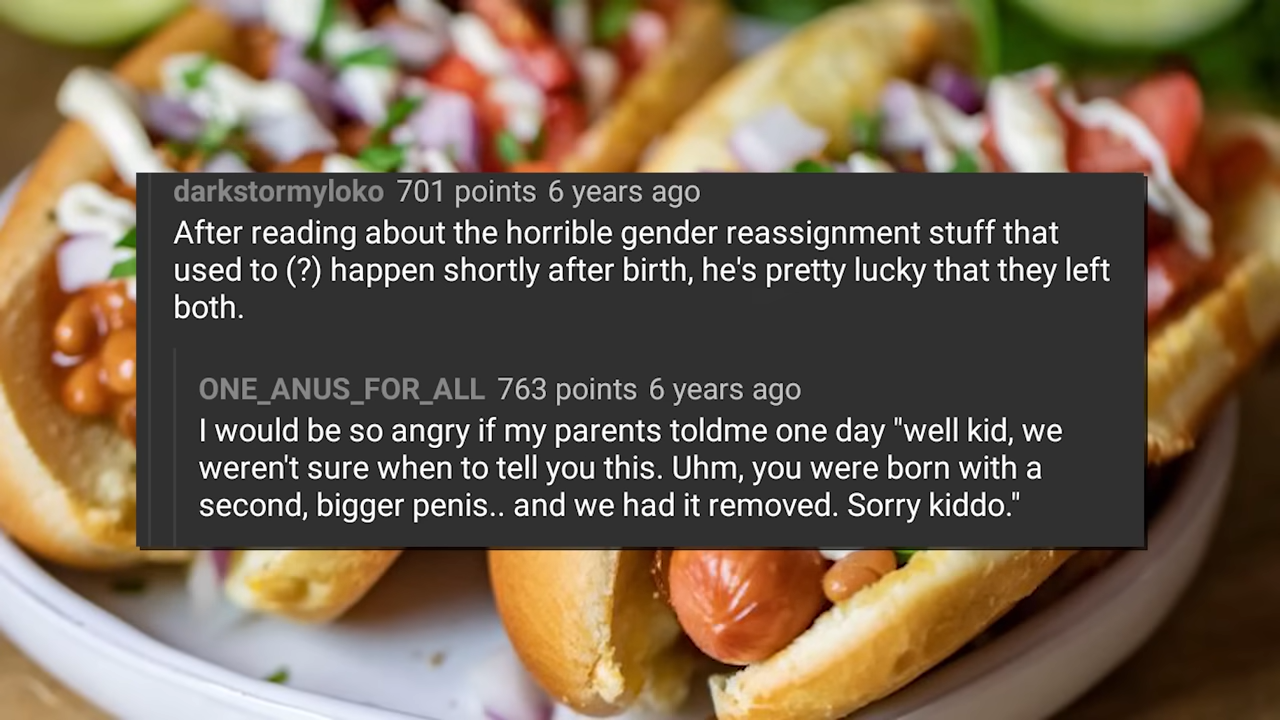 darkstormyloko 701 points 6 years ago
After reading about the horrible gender reassignment stuff that
used to (?) happen shortly after birth, he's pretty lucky that they left
both.
ONE_ANUS_FOR_ALL 763 points 6 years ago
I would be so angry if my parents toldme one day "well kid, we
weren't sure when to tell you this. Uhm, you were born with a
second, bigger penis.. and we had it removed. Sorry kiddo."